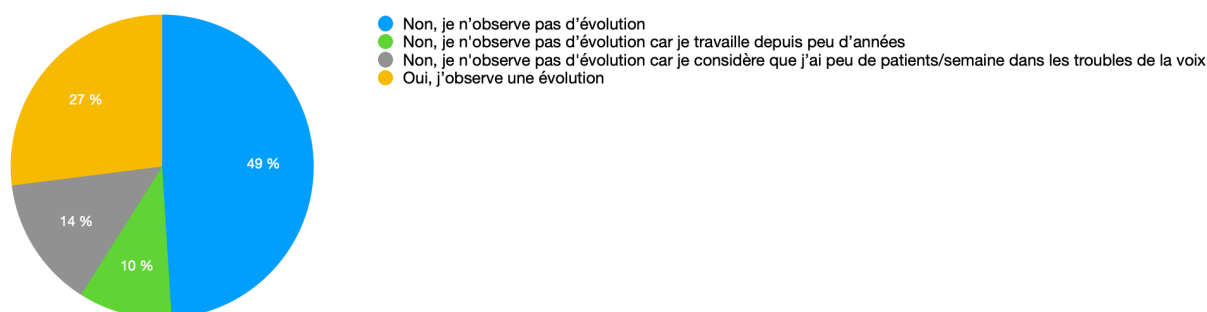 Non, je n’observe pas d’évolution
Non, je n'observe pas d’évolution car je travaille depuis peu d’années
Non, je n'observe pas d’évolution car je considère que j’ai peu de patients/semaine dans les troubles de la voix
Oui, j’observe une évolution
27 %
49 %
14 %
10 %